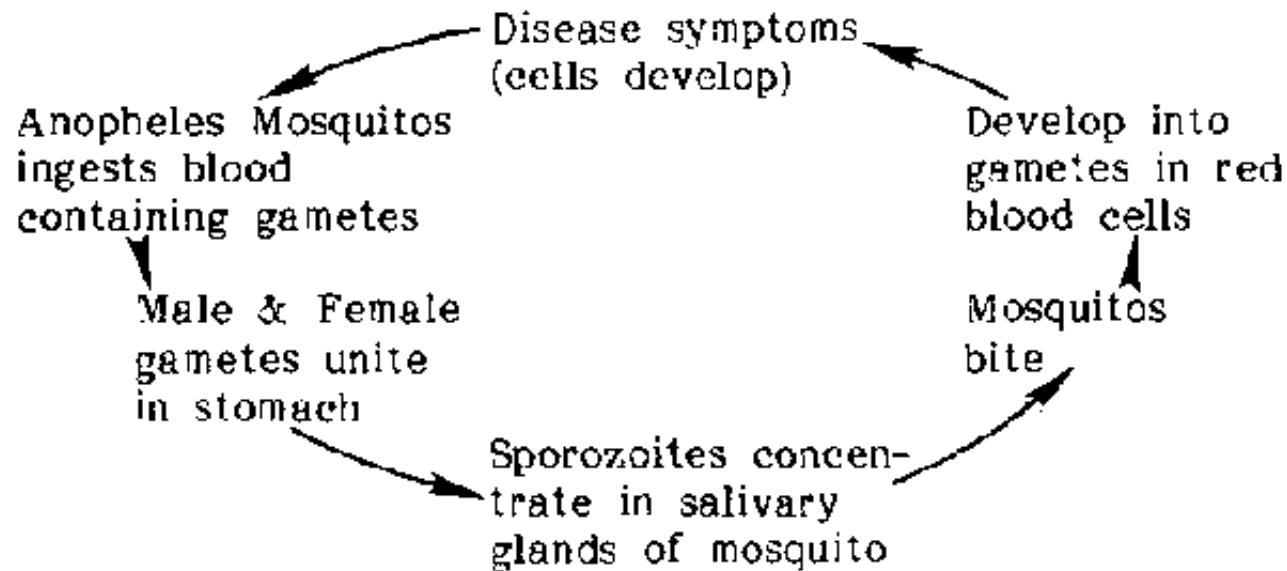 Disease symptoms
(cells develop)
Anopheles Mosquitos
ingests blood
containing gametes
Male & Female
gametes unite
in stomach
Sporozoites concen-
trate in salivary
glands of mosquito
Mosquitos
bite
Develop into
gametes in red
blood cells